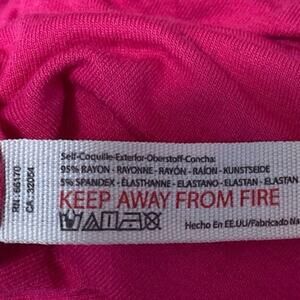 Self-Coquille-Exterior-Oberstoff-Concha:
95% RAYON - RAYONNE - RAYÓN - RAION - KUNSTSEIDE
5% SPANDEX - ÉLASTHANNE - ELASTANO - ELASTAN - ELASTAN
KEEP AWAY FROM FIRE
Hecho En EE.UU/Fabricado Na
RN: 66170
CA: 32054